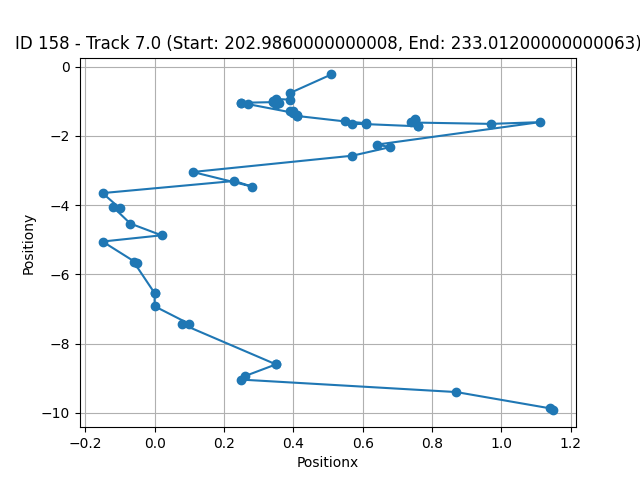 ID 158 - Track 7.0 (Start: 202.9860000000008, End: 233.01200000000063)
0
−2
−4
−6
−8
−10
Positiony
−0.2 0.0 0.2 0.4 0.6 0.8 1.0 1.2
Positionx